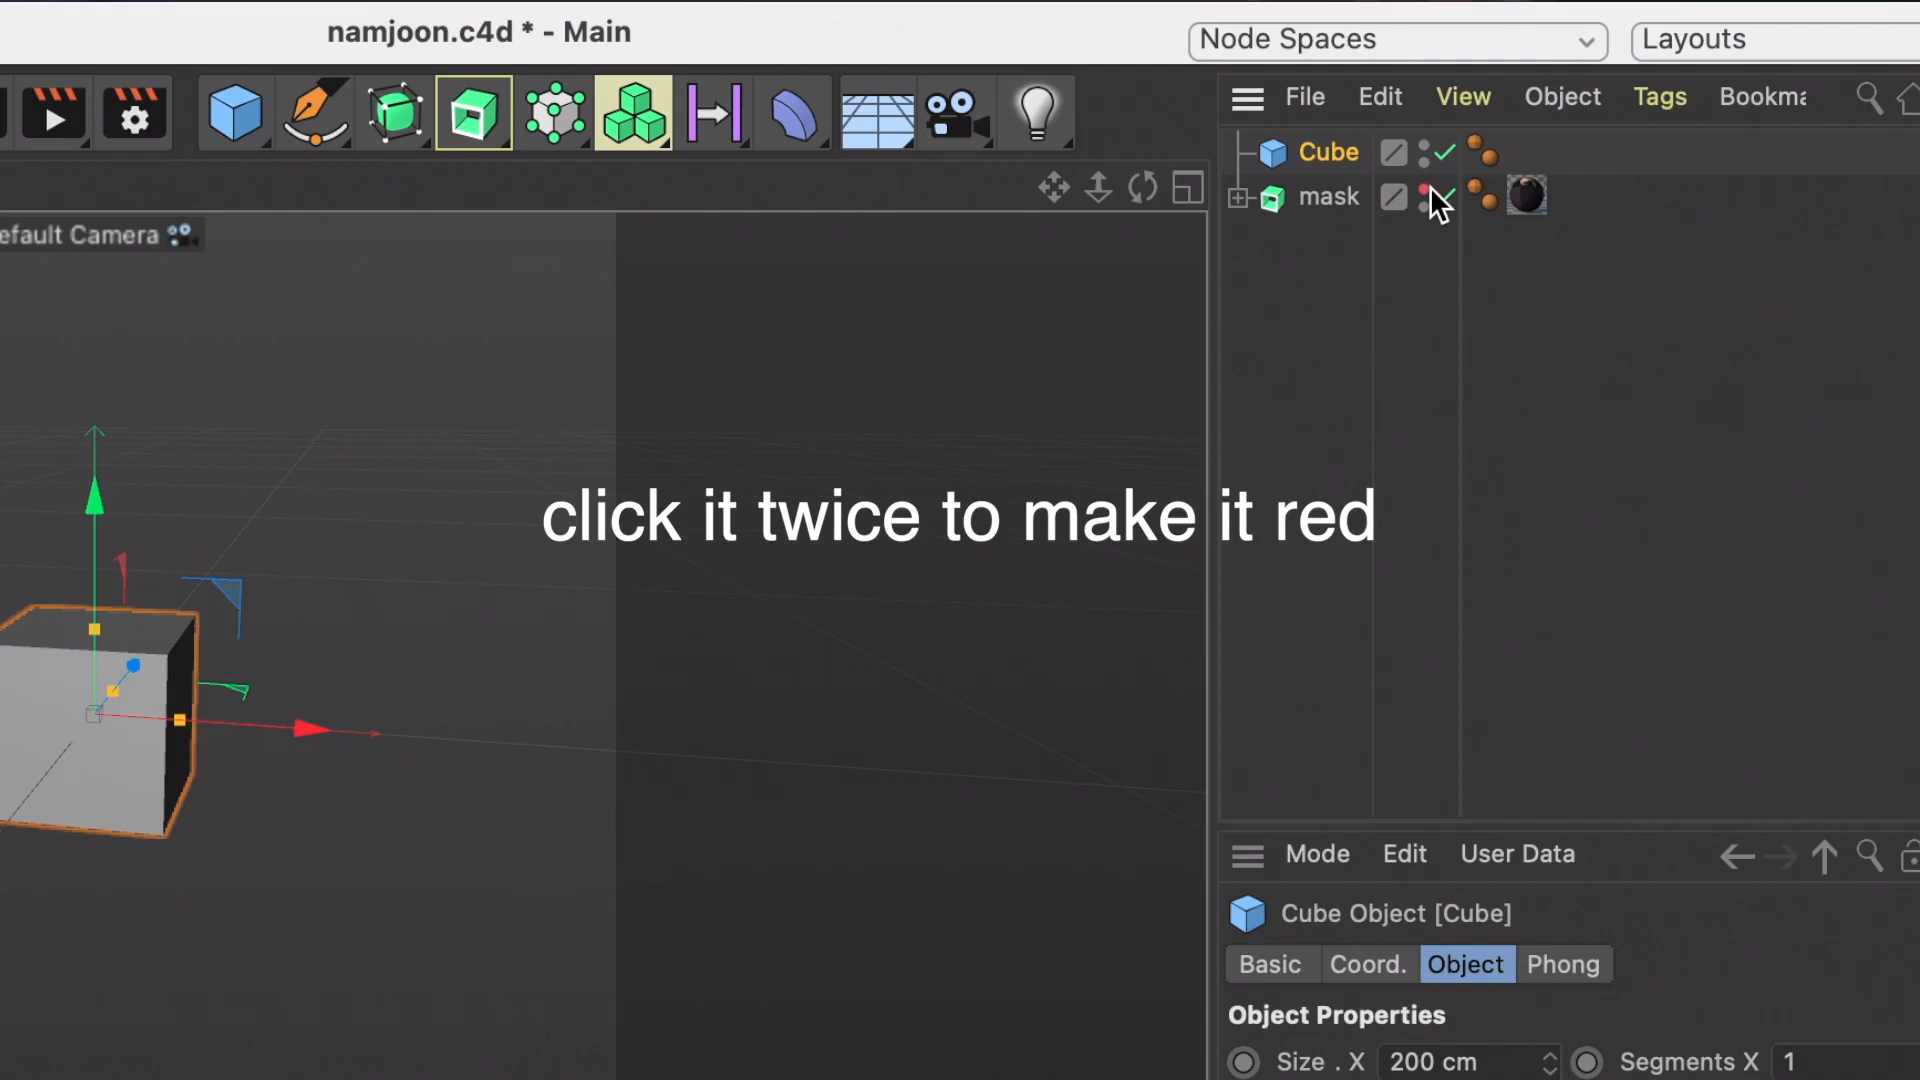 namjoon.c4d * - Main
Node Spaces
Layouts
File Edit View Object Tags Bookma
Cube
mask
efault Camera
click it twice to make it red
Mode Edit User Data
Cube Object [Cube]
Basic Coord. Object Phong
Object Properties
Size . X 200 cm Segments X 1